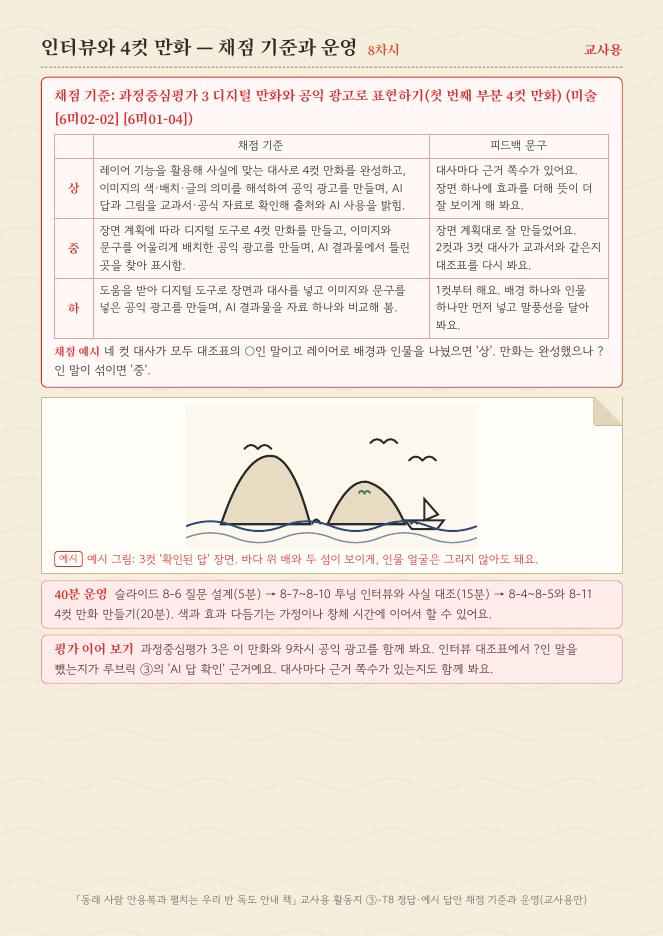 인터뷰와 4컷 만화 — 채점 기준과 운영 8차시 교사용
채점 기준: 과정중심평가 3 디지털 만화와 공익 광고로 표현하기(첫 번째 부분 4컷 만화) (미술
[6미02-02] [6미01-04])
채점 기준 피드백 문구
상
레이어 기능을 활용해 사실에 맞는 대사로 4컷 만화를 완성하고,
이미지의 색·배치·글의 의미를 해석하여 공익 광고를 만들며, AI
답과 그림을 교과서·공식 자료로 확인해 출처와 AI 사용을 밝힘.
대사마다 근거 쪽수가 있어요.
장면 하나에 효과를 더해 뜻이 더
잘 보이게 해 봐요.
중
장면 계획에 따라 디지털 도구로 4컷 만화를 만들고, 이미지와
문구를 어울리게 배치한 공익 광고를 만들며, AI 결과물에서 틀린
곳을 찾아 표시함.
장면 계획대로 잘 만들었어요.
2컷과 3컷 대사가 교과서와 같은지
대조표를 다시 봐요.
하
도움을 받아 디지털 도구로 장면과 대사를 넣고 이미지와 문구를
넣은 공익 광고를 만들며, AI 결과물을 자료 하나와 비교해 봄.
1컷부터 해요. 배경 하나와 인물
하나만 먼저 넣고 말풍선을 달아
봐요.
채점 예시 네 컷 대사가 모두 대조표의 ○인 말이고 레이어로 배경과 인물을 나눴으면 '상'. 만화는 완성했으나 ?
인 말이 섞이면 '중'.
예시 예시 그림: 3컷 '확인된 답' 장면. 바다 위 배와 두 섬이 보이게, 인물 얼굴은 그리지 않아도 돼요.
40분 운영 슬라이드 8-6 질문 설계(5분) → 8-7~8-10 투닝 인터뷰와 사실 대조(15분) → 8-4~8-5와 8-11
4컷 만화 만들기(20분). 색과 효과 다듬기는 가정이나 창체 시간에 이어서 할 수 있어요.
평가 이어 보기 과정중심평가 3은 이 만화와 9차시 공익 광고를 함께 봐요. 인터뷰 대조표에서 ?인 말을
뺐는지가 루브릭 ③의 'AI 답 확인' 근거예요. 대사마다 근거 쪽수가 있는지도 함께 봐요.
「동래 사람 안용복과 펼치는 우리 반 독도 안내 책」 교사용 활동지 ③-T8 정답·예시 답안 채점 기준과 운영(교사용만)